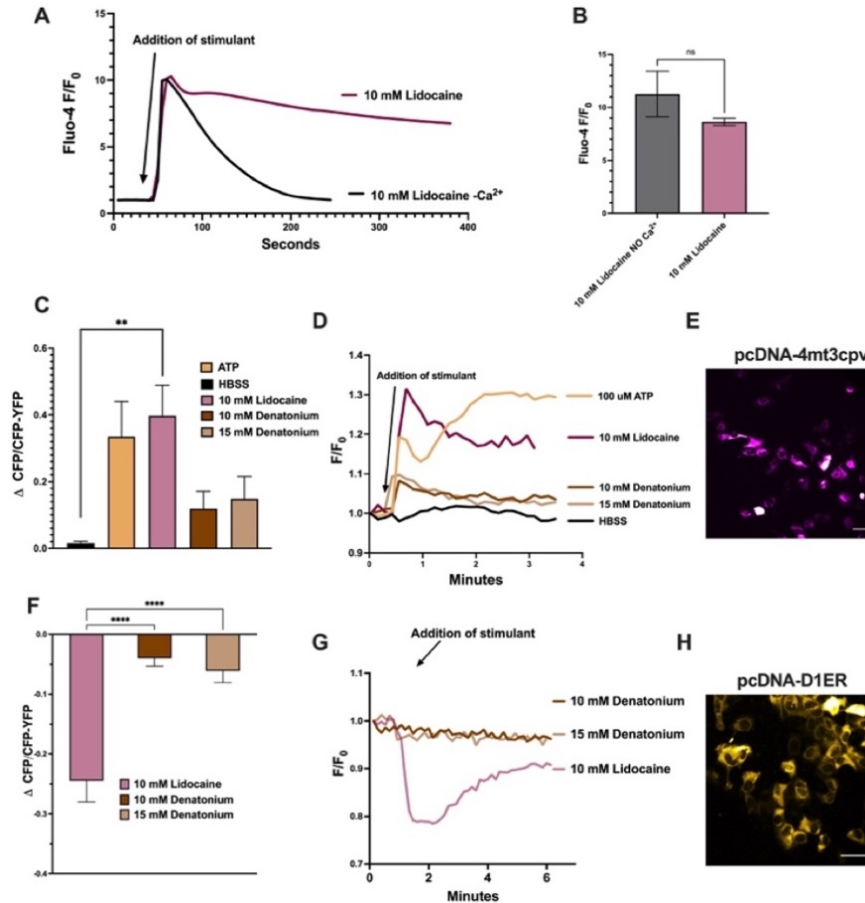 A
Addition of stimulant
15
10
5
0
0
100
200
300
400
Fluo-4 F/F0
Seconds
10 mM Lidocaine
10 mM Lidocaine -Ca2+
B
ns
15
10
5
0
Fluo-4 F/F0
10 mM Lidocaine NO Ca2+
10 mM Lidocaine
C
**
0.6
0.4
0.2
0.0
Δ CFP/CFP-YFP
ATP
HBSS
10 mM Lidocaine
10 mM Denatonium
15 mM Denatonium
D
Addition of stimulant
1.4
1.3
1.2
1.1
1.0
0.9
0
1
2
3
4
F/F0
Minutes
100 uM ATP
10 mM Lidocaine
10 mM Denatonium
15 mM Denatonium
HBSS
E
pcDNA-4mt3cpv
F
****
****
-0.0
-0.1
-0.2
-0.3
-0.4
Δ CFP/CFP-YFP
10 mM Lidocaine
10 mM Denatonium
15 mM Denatonium
G
Addition of stimulant
1.1
1.0
0.9
0.8
0.7
0
2
4
6
F/F0
Minutes
10 mM Denatonium
15 mM Denatonium
10 mM Lidocaine
H
pcDNA-D1ER